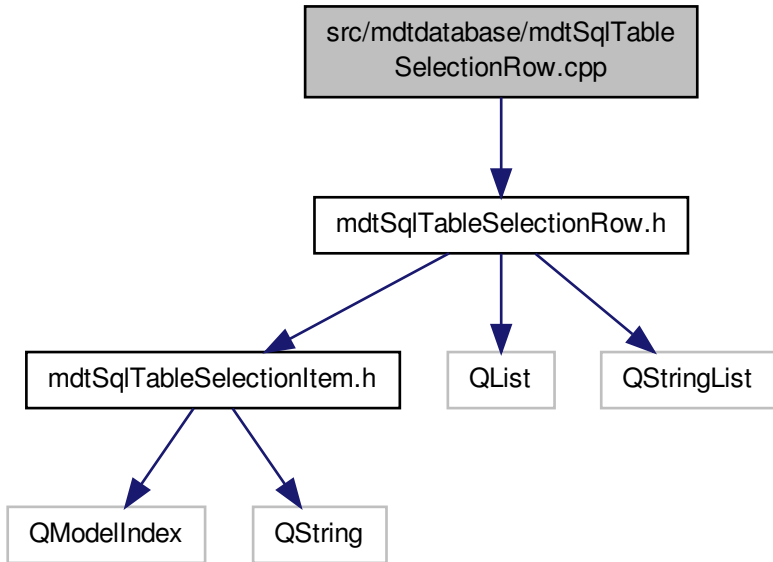 src/mdtdatabase/mdtSqlTable
SelectionRow.cpp
mdtSqlTableSelectionRow.h
mdtSqlTableSelectionItem.h
QList
QStringList
QModelIndex
QString